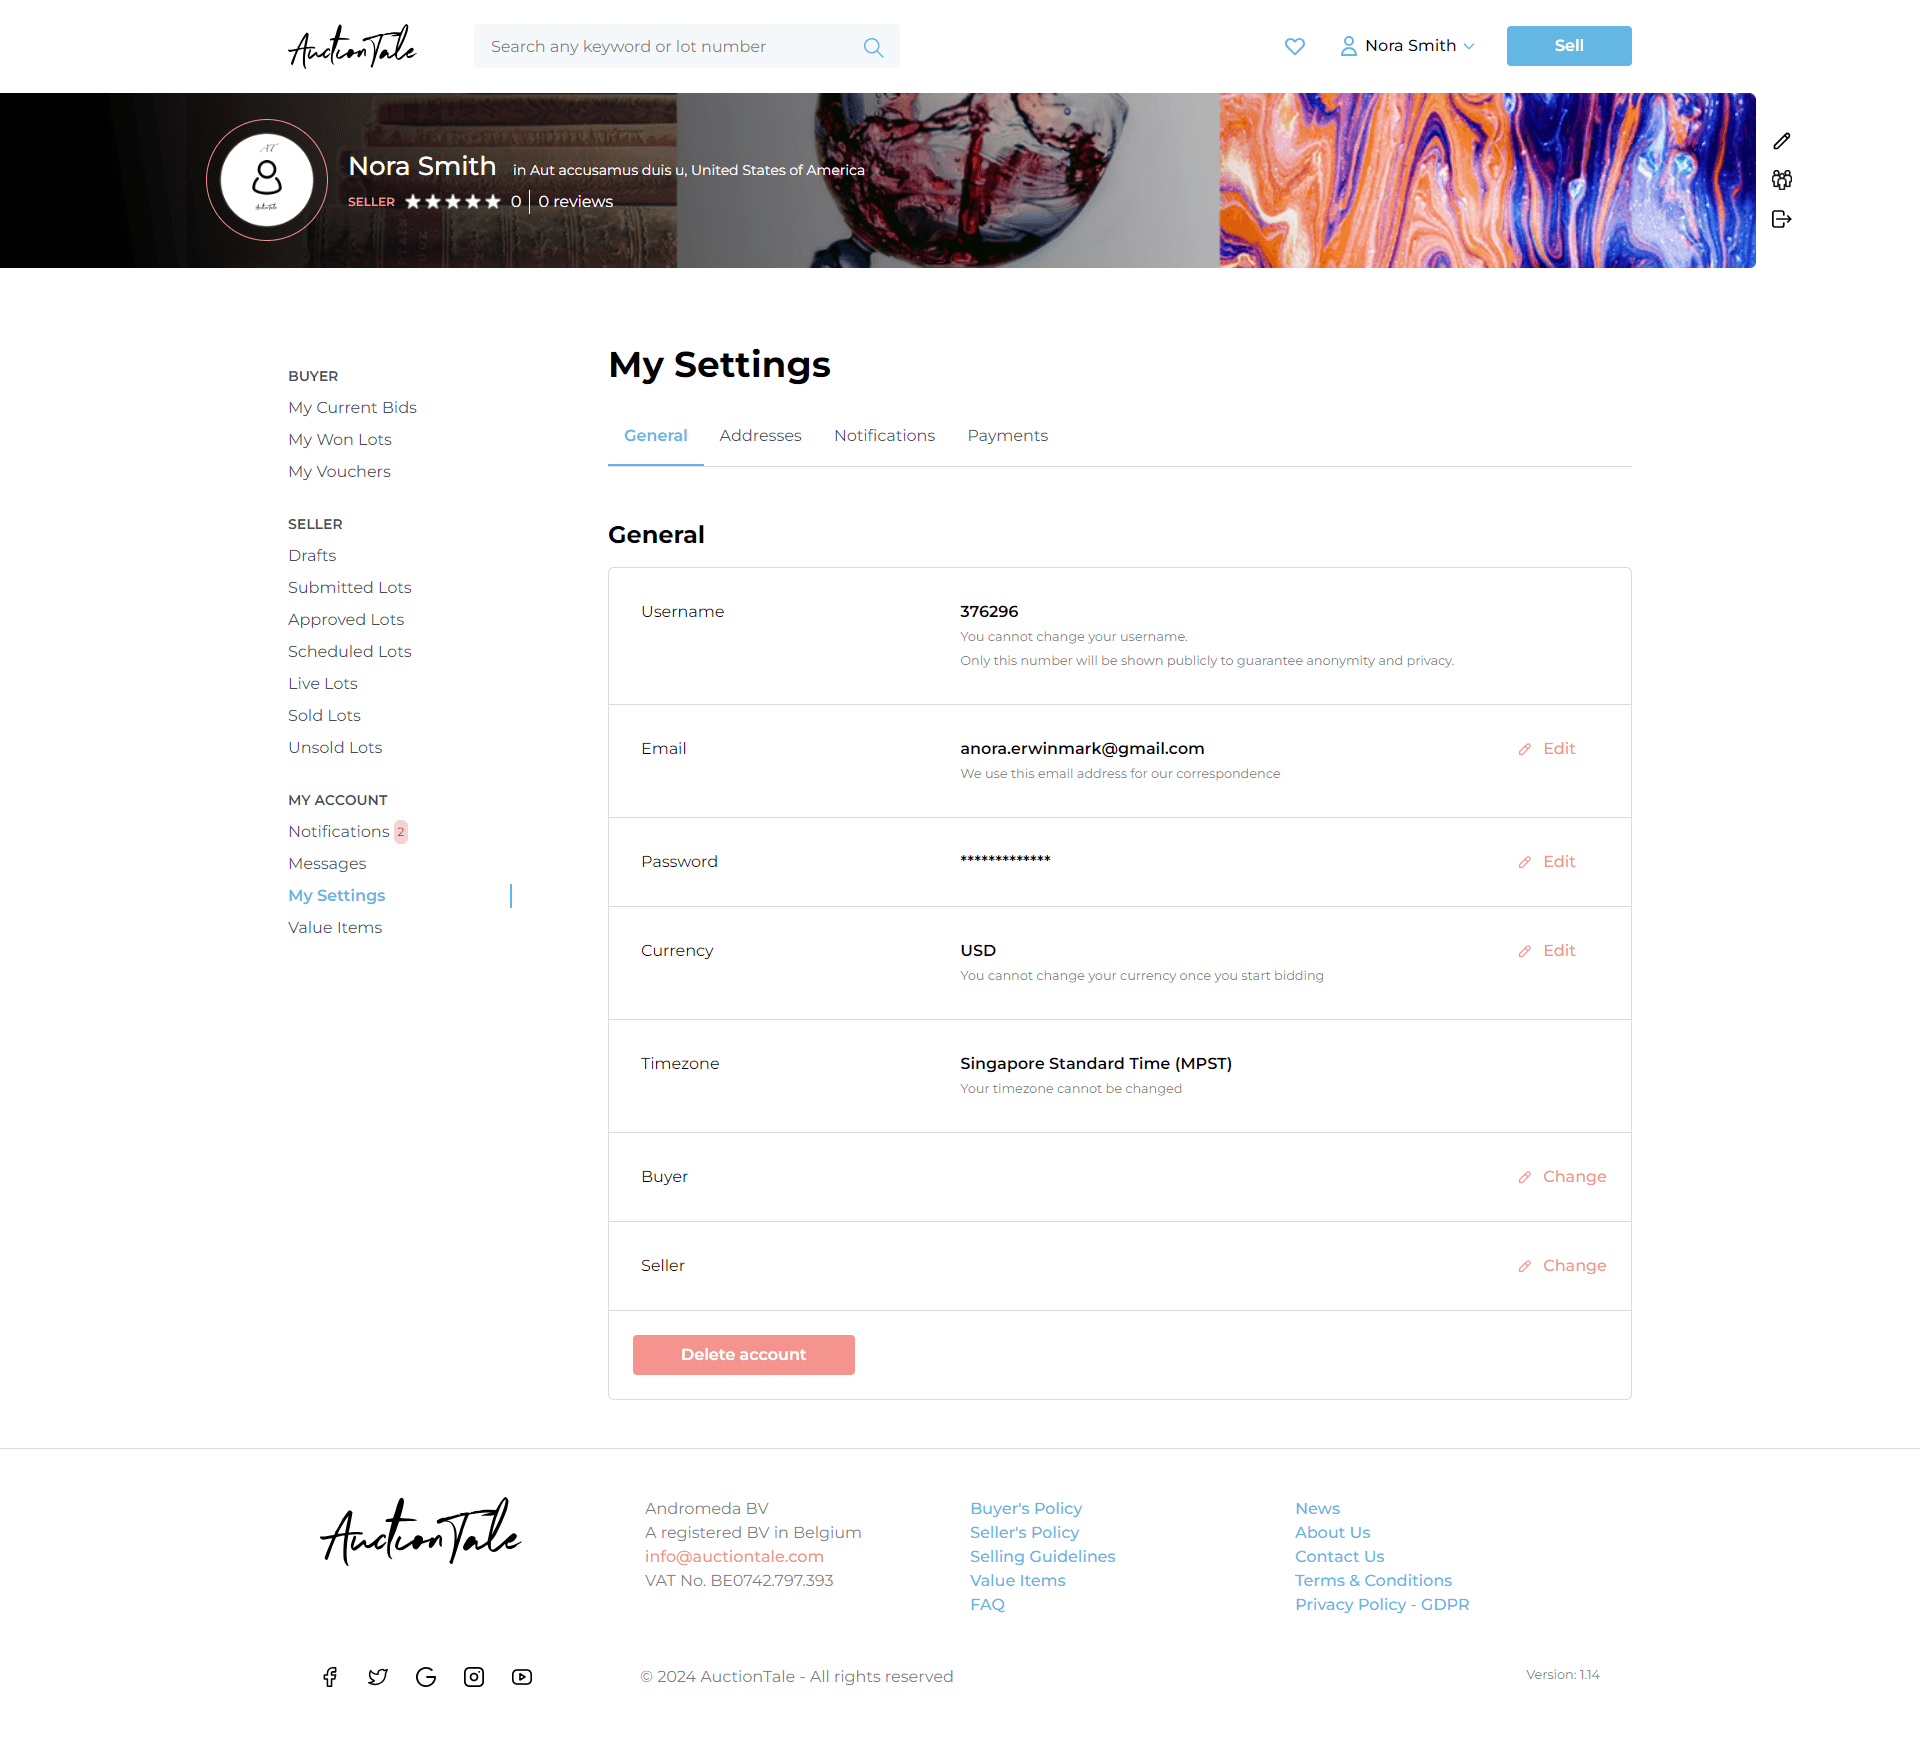 AuctionTale
Search any keyword or lot number
Nora Smith
Sell
AT
Nora Smith in Aut accusamus duis u, United States of America
SELLER 0 0 reviews
AuctionTale
My Settings
BUYER
My Current Bids
My Won Lots
My Vouchers
SELLER
Drafts
Submitted Lots
Approved Lots
Scheduled Lots
Live Lots
Sold Lots
Unsold Lots
MY ACCOUNT
Notifications 2
Messages
My Settings
Value Items
General Addresses Notifications Payments
General
Username 376296
You cannot change your username.
Only this number will be shown publicly to guarantee anonymity and privacy.
Email anora.erwinmark@gmail.com Edit
We use this email address for our correspondence
Password ************* Edit
Currency USD Edit
You cannot change your currency once you start bidding
Timezone Singapore Standard Time (MPST)
Your timezone cannot be changed
Buyer Change
Seller Change
Delete account
AuctionTale
Andromeda BV
A registered BV in Belgium
info@auctiontale.com
VAT No. BE0742.797.393
Buyer's Policy
Seller's Policy
Selling Guidelines
Value Items
FAQ
News
About Us
Contact Us
Terms & Conditions
Privacy Policy - GDPR
© 2024 AuctionTale - All rights reserved
Version: 1.14